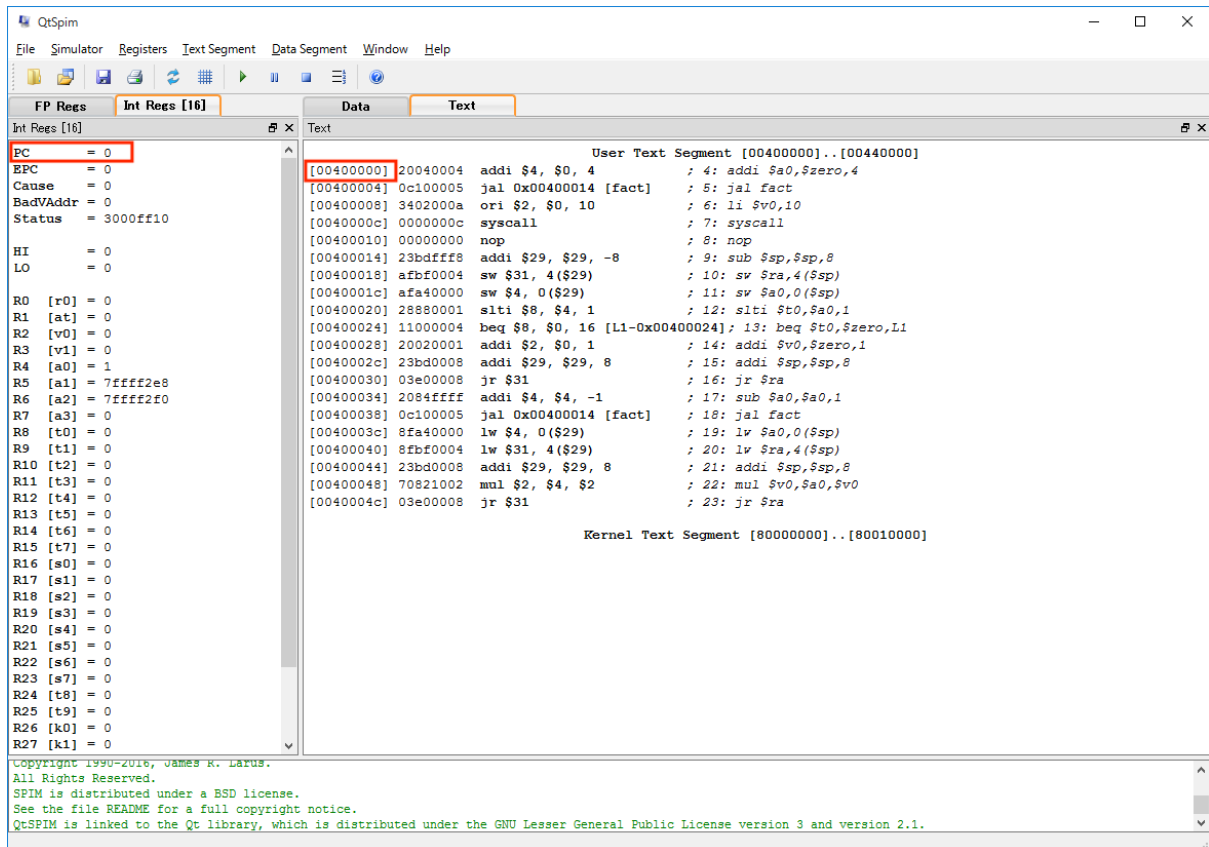 QtSpim
File Simulator Registers Text Segment Data Segment Window Help
FP Regs Int Regs [16] Data Text
Int Regs [16]
PC = 0
EPC = 0
Cause = 0
BadVAddr = 0
Status = 3000ff10
HI = 0
LO = 0
R0 [r0] = 0
R1 [at] = 0
R2 [v0] = 0
R3 [v1] = 0
R4 [a0] = 1
R5 [a1] = 7ffff2e8
R6 [a2] = 7ffff2f0
R7 [a3] = 0
R8 [t0] = 0
R9 [t1] = 0
R10 [t2] = 0
R11 [t3] = 0
R12 [t4] = 0
R13 [t5] = 0
R14 [t6] = 0
R15 [t7] = 0
R16 [s0] = 0
R17 [s1] = 0
R18 [s2] = 0
R19 [s3] = 0
R20 [s4] = 0
R21 [s5] = 0
R22 [s6] = 0
R23 [s7] = 0
R24 [t8] = 0
R25 [t9] = 0
R26 [k0] = 0
R27 [k1] = 0
Text
User Text Segment [00400000]..[00440000]
[00400000] 20040004 addi $4, $0, 4 ; 4: addi $a0,$zero,4
[00400004] 0c100005 jal 0x00400014 [fact] ; 5: jal fact
[00400008] 3402000a ori $2, $0, 10 ; 6: li $v0,10
[0040000c] 0000000c syscall ; 7: syscall
[00400010] 00000000 nop ; 8: nop
[00400014] 23bdfff8 addi $29, $29, -8 ; 9: sub $sp,$sp,8
[00400018] afbf0004 sw $31, 4($29) ; 10: sw $ra,4($sp)
[0040001c] afa40000 sw $4, 0($29) ; 11: sw $a0,0($sp)
[00400020] 28880001 slti $8, $4, 1 ; 12: slti $t0,$a0,1
[00400024] 11000004 beq $8, $0, 16 [L1-0x00400024]; 13: beq $t0,$zero,L1
[00400028] 20020001 addi $2, $0, 1 ; 14: addi $v0,$zero,1
[0040002c] 23bd0008 addi $29, $29, 8 ; 15: addi $sp,$sp,8
[00400030] 03e00008 jr $31 ; 16: jr $ra
[00400034] 2084ffff addi $4, $4, -1 ; 17: sub $a0,$a0,1
[00400038] 0c100005 jal 0x00400014 [fact] ; 18: jal fact
[0040003c] 8fa40000 lw $4, 0($29) ; 19: lw $a0,0($sp)
[00400040] 8fbf0004 lw $31, 4($29) ; 20: lw $ra,4($sp)
[00400044] 23bd0008 addi $29, $29, 8 ; 21: addi $sp,$sp,8
[00400048] 70821002 mul $2, $4, $2 ; 22: mul $v0,$a0,$v0
[0040004c] 03e00008 jr $31 ; 23: jr $ra
Kernel Text Segment [80000000]..[80010000]
Copyright 1990-2016, James R. Larus.
All Rights Reserved.
SPIM is distributed under a BSD license.
See the file README for a full copyright notice.
QtSPIM is linked to the Qt library, which is distributed under the GNU Lesser General Public License version 3 and version 2.1.